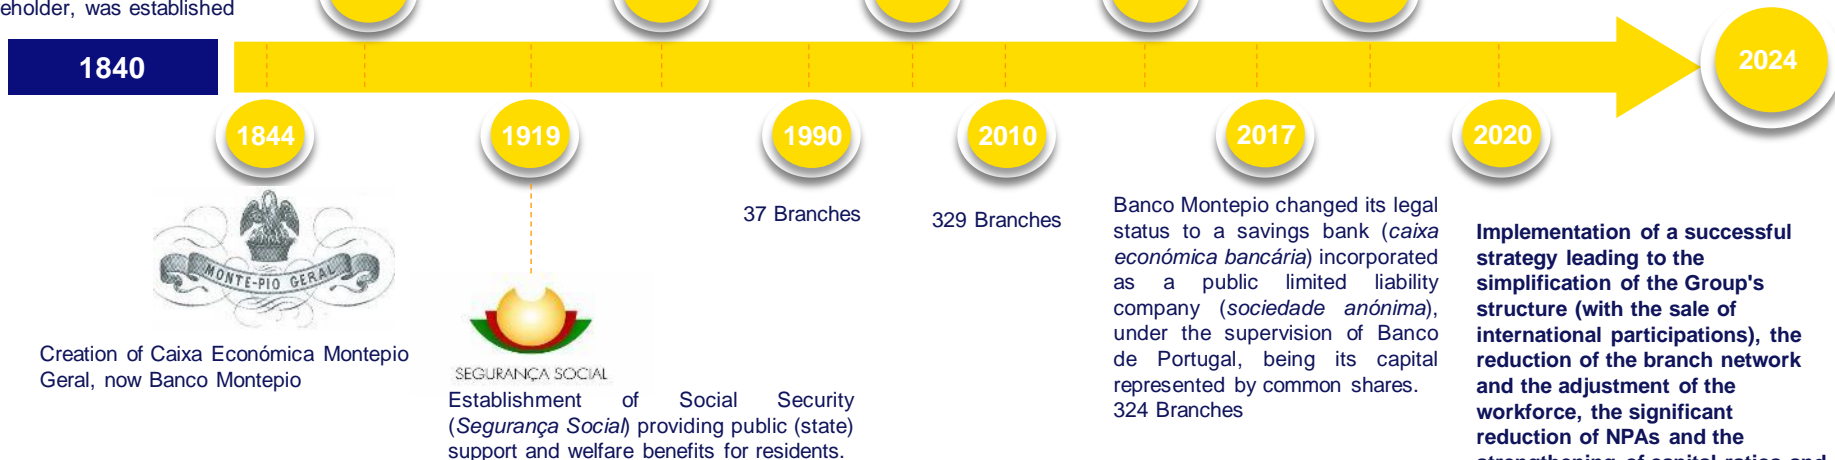 eholder, was established
1840
2024
1844
1919
1990
2010
2017
2020
MONTE-PIO GERAL
Creation of Caixa Económica Montepio
Geral, now Banco Montepio
SEGURANÇA SOCIAL
Establishment of Social Security
(Segurança Social) providing public (state)
support and welfare benefits for residents.
37 Branches
329 Branches
Banco Montepio changed its legal
status to a savings bank (caixa
económica bancária) incorporated
as a public limited liability
company (sociedade anónima),
under the supervision of Banco
de Portugal, being its capital
represented by common shares.
324 Branches
Implementation of a successful
strategy leading to the
simplification of the Group's
structure (with the sale of
international participations), the
reduction of the branch network
and the adjustment of the
workforce, the significant
reduction of NPAs and the
strengthening of capital ratios and